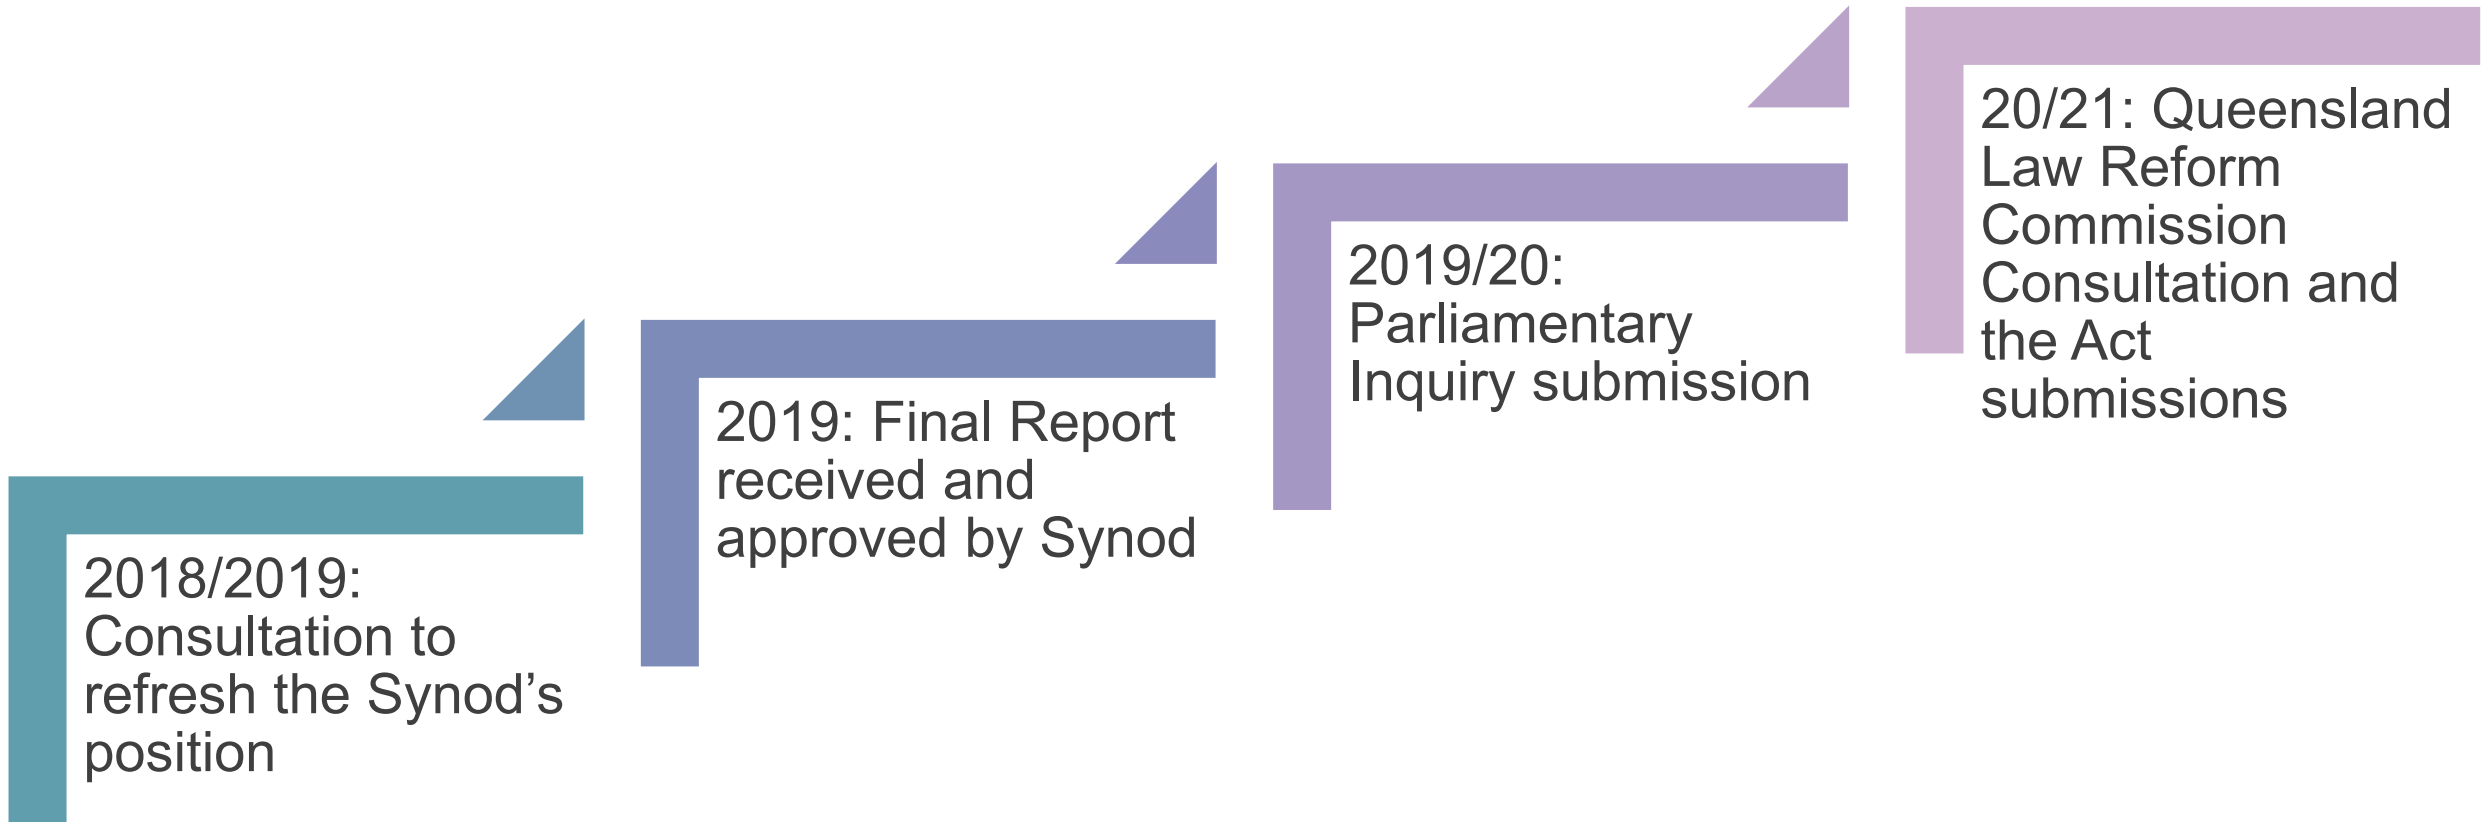 2018/2019:
Consultation to
refresh the Synod’s
position
2019: Final Report
received and
approved by Synod
2019/20:
Parliamentary
Inquiry submission
20/21: Queensland
Law Reform
Commission
Consultation and
the Act
submissions